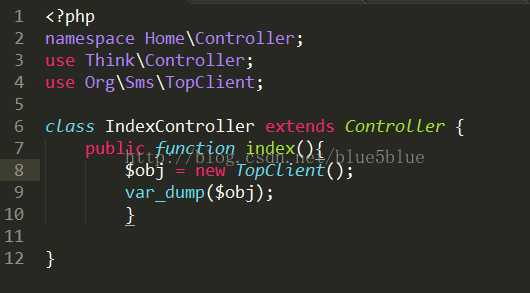 1 <?php
2 namespace Home\Controller;
3 use Think\Controller;
4 use Org\Sms\TopClient;
5
6 class IndexController extends Controller {
7     public function index(){
http://blog.csdn.net/blue5blue
8         $obj = new TopClient();
9         var_dump($obj);
10         }
11
12 }